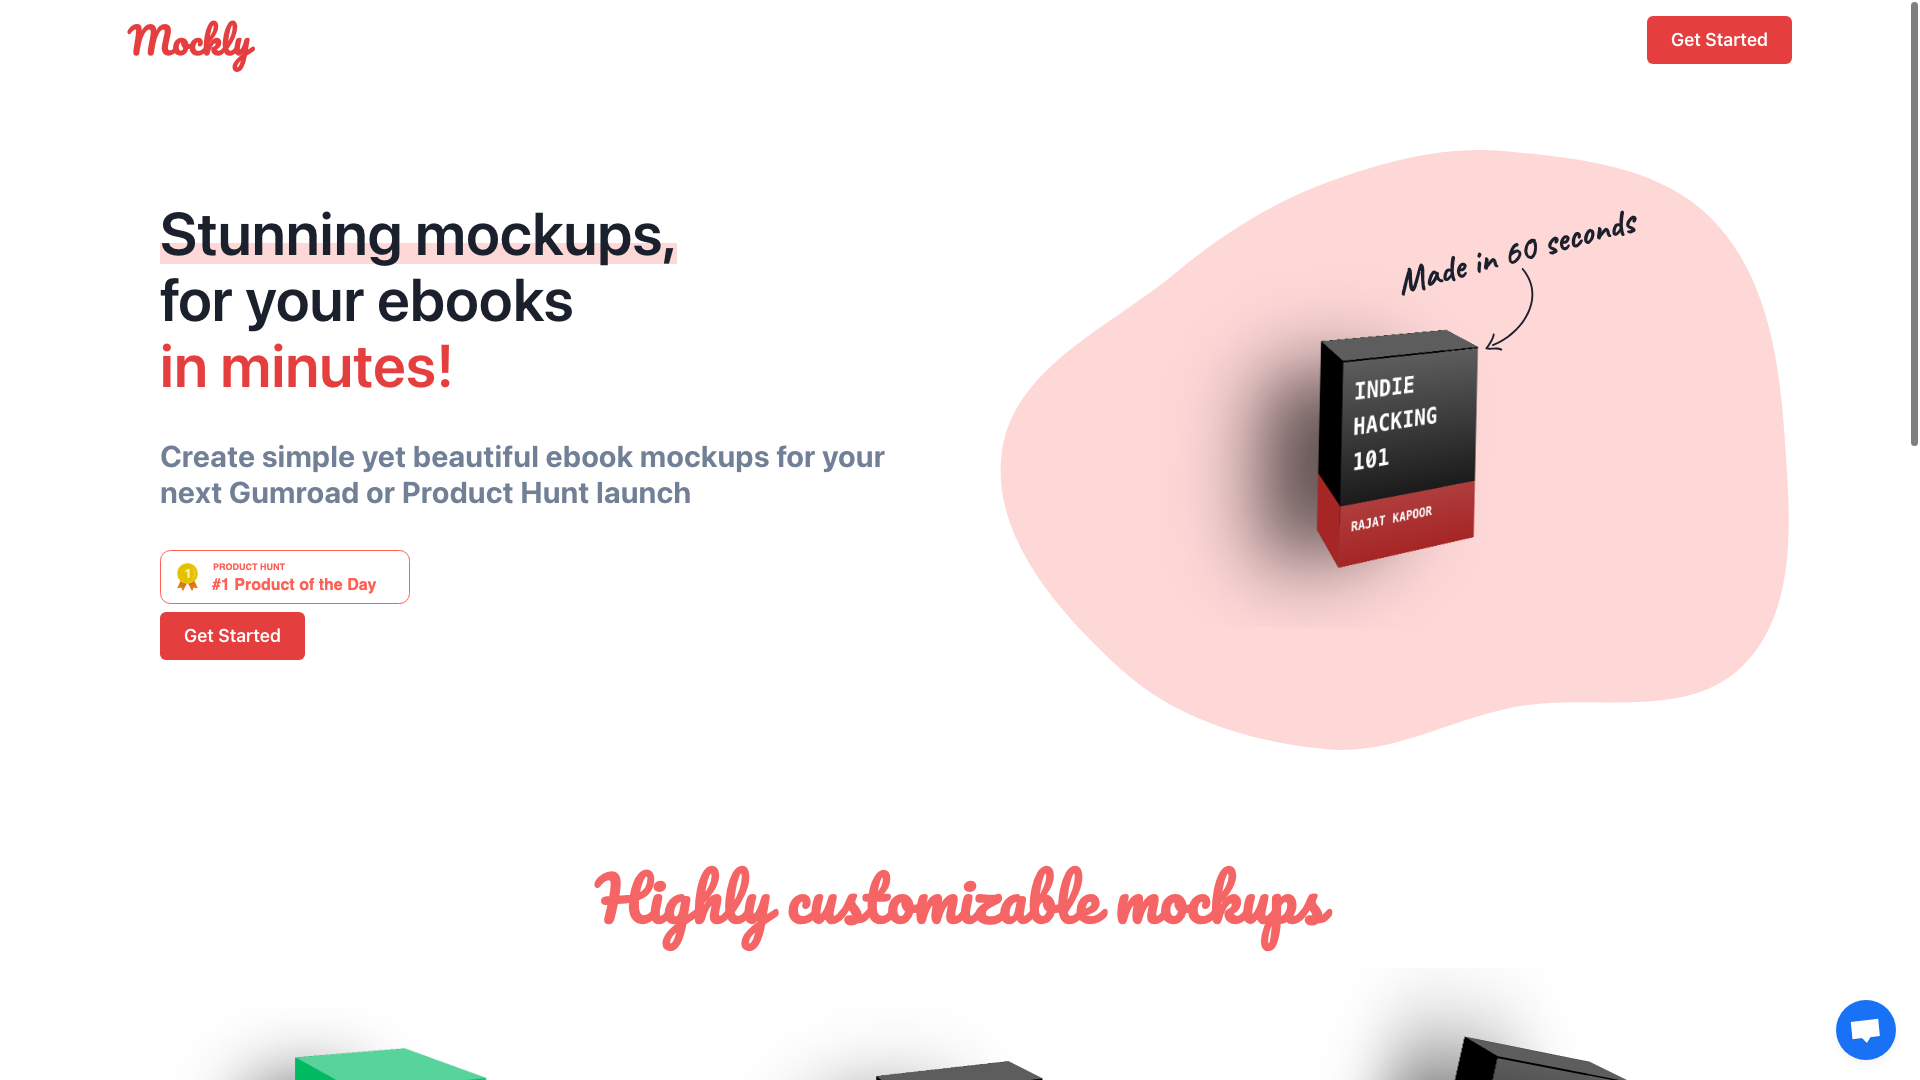 Mockly
Get Started
Stunning mockups,
for your ebooks
in minutes!
Create simple yet beautiful ebook mockups for your
next Gumroad or Product Hunt launch
1
PRODUCT HUNT
#1 Product of the Day
Get Started
Made in 60 seconds
INDIE
HACKING
101
RAJAT KAPOOR
Highly customizable mockups